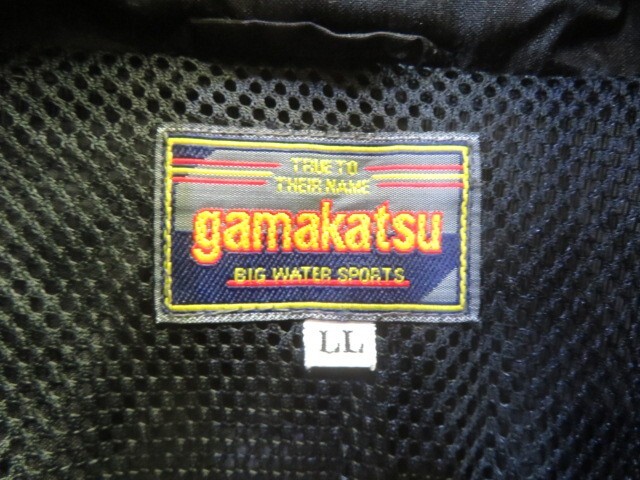 TRUE TO
THEIR NAME
gamakatsu
BIG WATER SPORTS
LL